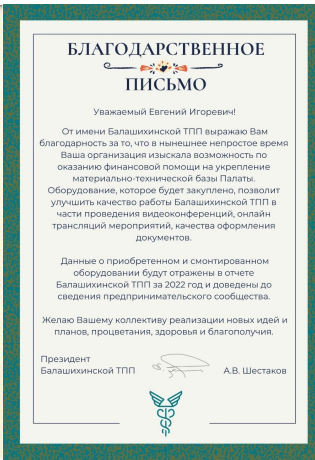 БЛАГОДАРСТВЕННОЕ
ПИСЬМО
Уважаемый Евгений Игоревич!
От имени Балашихинской ТПП выражаю Вам
благодарность за то, что в нынешнее непростое время
Ваша организация изыскала возможность по
оказанию финансовой помощи на укрепление
материально-технической базы Палаты.
Оборудование, которое будет закуплено, позволит
улучшить качество работы Балашихинской ТПП в
части проведения видеоконференций, онлайн
трансляций мероприятий, качества оформления
документов.
Данные о приобретенном и смонтированном
оборудовании будут отражены в отчете
Балашихинской ТПП за 2022 год и доведены до
сведения предпринимательского сообщества.
Желаю Вашему коллективу реализации новых идей и
планов, процветания, здоровья и благополучия.
Президент
Балашихинской ТПП А.В. Шестаков